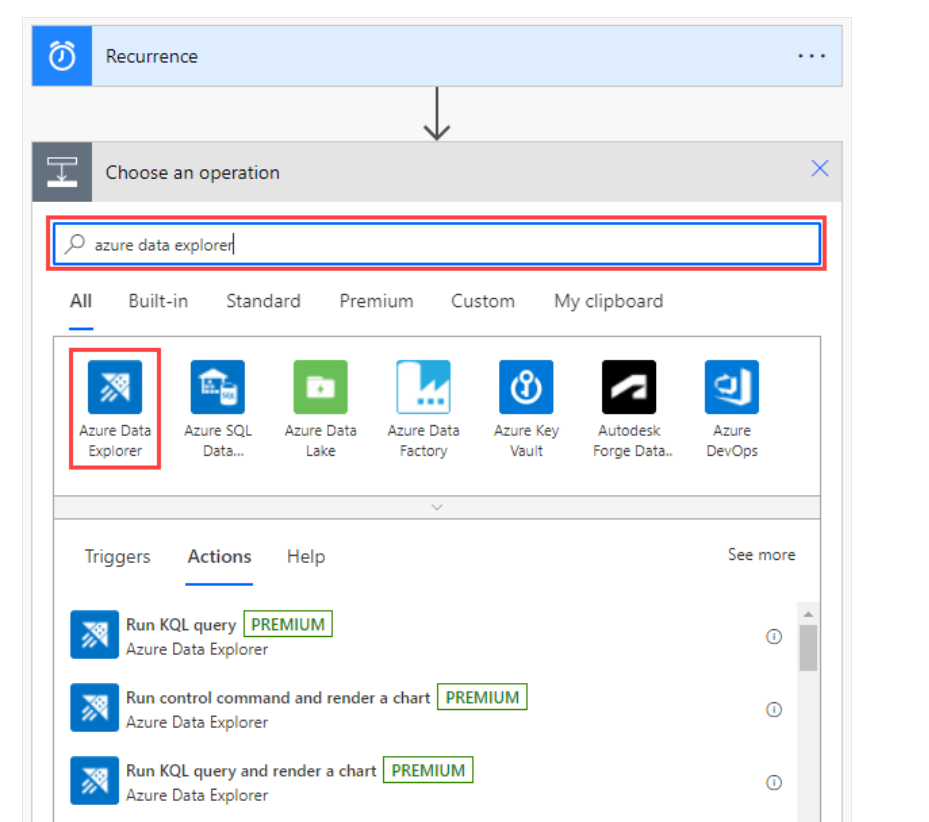 Recurrence
Choose an operation
azure data explorer
All Built-in Standard Premium Custom My clipboard
Azure Data Explorer
Azure SQL Data...
Azure Data Lake
Azure Data Factory
Azure Key Vault
Autodesk Forge Data..
Azure DevOps
Triggers Actions Help See more
Run KQL query PREMIUM
Azure Data Explorer
Run control command and render a chart PREMIUM
Azure Data Explorer
Run KQL query and render a chart PREMIUM
Azure Data Explorer